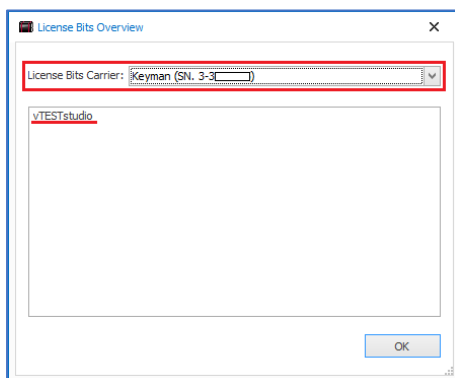 License Bits Overview
License Bits Carrier: Keyman (SN. 3-3 )
vTESTstudio
OK